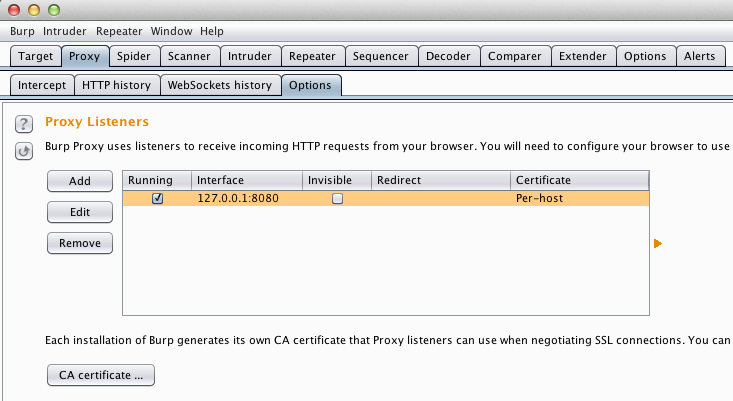 Burp Intruder Repeater Window Help
Target Proxy Spider Scanner Intruder Repeater Sequencer Decoder Comparer Extender Options Alerts
Intercept HTTP history WebSockets history Options
? Proxy Listeners
Burp Proxy uses listeners to receive incoming HTTP requests from your browser. You will need to configure your browser to use
Add Running Interface Invisible Redirect Certificate
127.0.0.1:8080 Per-host
Edit
Remove
Each installation of Burp generates its own CA certificate that Proxy listeners can use when negotiating SSL connections. You can
CA certificate ...